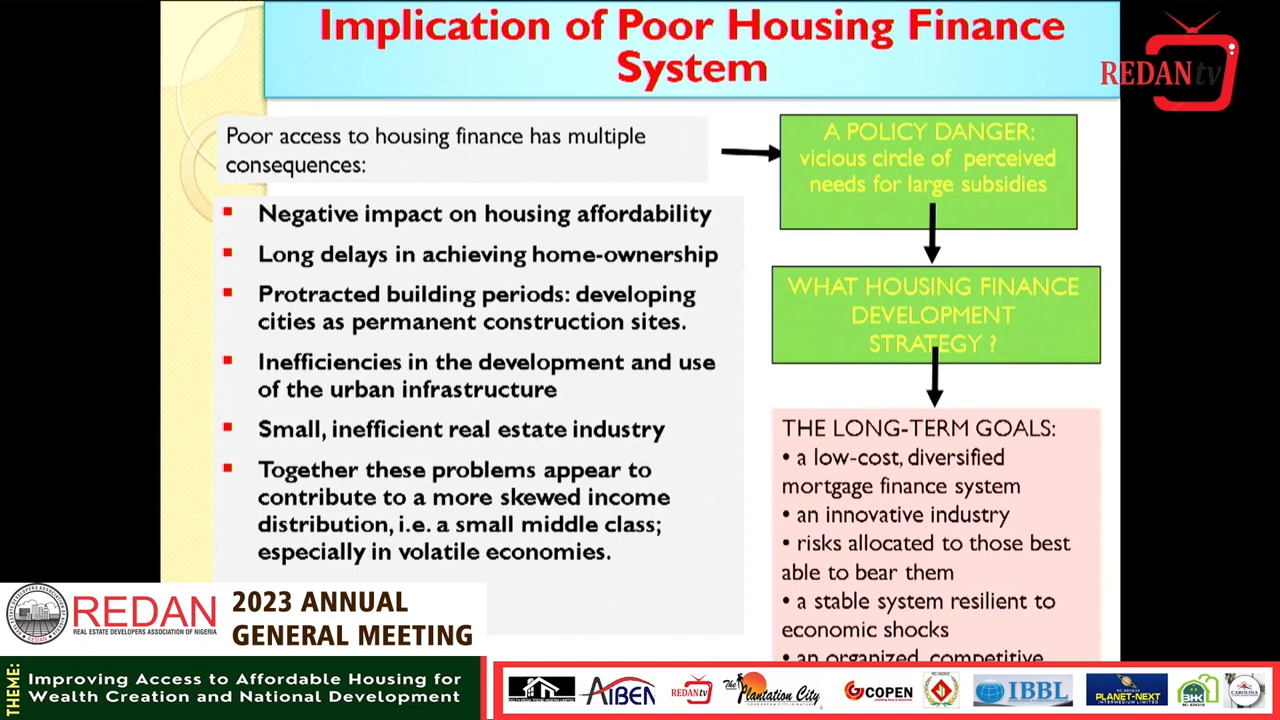 Implication of Poor Housing Finance
System
REDANtv
Poor access to housing finance has multiple
consequences:
▪ Negative impact on housing affordability
▪ Long delays in achieving home-ownership
▪ Protracted building periods: developing
cities as permanent construction sites.
▪ Inefficiencies in the development and use
of the urban infrastructure
▪ Small, inefficient real estate industry
▪ Together these problems appear to
contribute to a more skewed income
distribution, i.e. a small middle class;
especially in volatile economies.
A POLICY DANGER:
vicious circle of perceived
needs for large subsidies
WHAT HOUSING FINANCE
DEVELOPMENT
STRATEGY ?
THE LONG-TERM GOALS:
• a low-cost, diversified
mortgage finance system
• an innovative industry
• risks allocated to those best
able to bear them
• a stable system resilient to
economic shocks
• an organized, competitive
REDAN
REAL ESTATE DEVELOPERS ASSOCIATION OF NIGERIA
2023 ANNUAL
GENERAL MEETING
THEME:
Improving Access to Affordable Housing for
Wealth Creation and National Development
AIBEN
REDANtv
The Plantation City
COPEN
IBBL
PLANET-NEXT
INTERMEDIUM LIMITED
CAROLINA